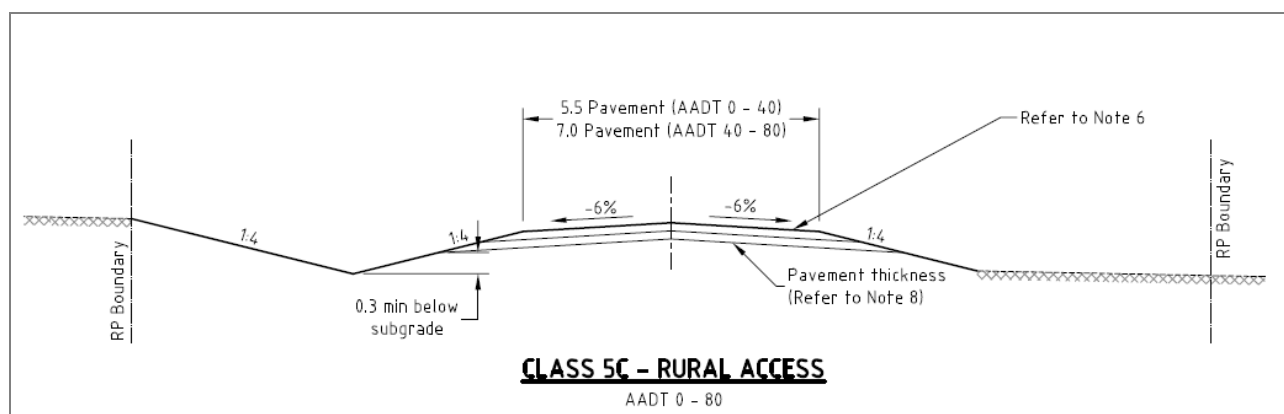 5.5 Pavement (AADT 0 - 40)
7.0 Pavement (AADT 40 - 80)
Refer to Note 6
RP Boundary
-6%
-6%
1:4
1:4
1:4
RP Boundary
Pavement thickness
(Refer to Note 8)
0.3 min below
subgrade
CLASS 5C - RURAL ACCESS
AADT 0 - 80